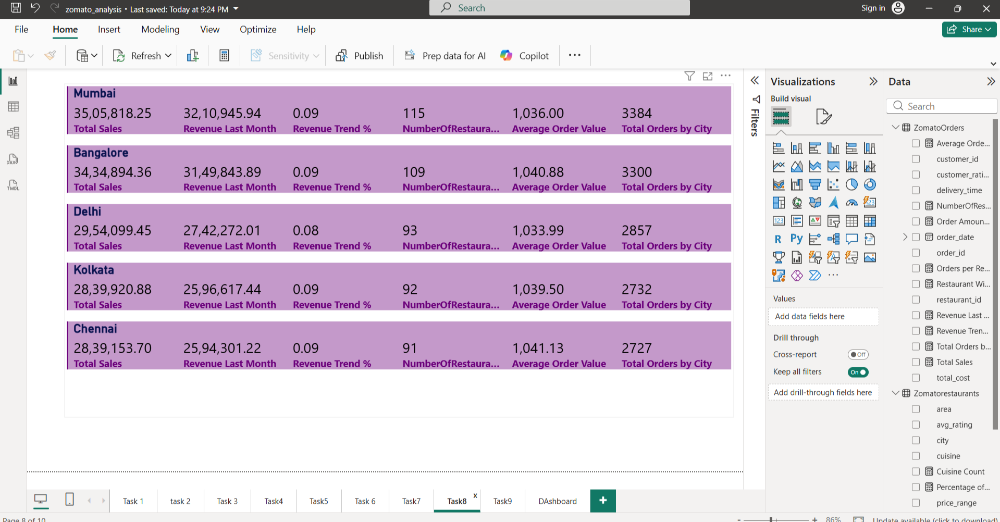 zomato_analysis • Last saved: Today at 9:24 PM
Search
Sign in
File Home Insert Modeling View Optimize Help
Share
Refresh
Sensitivity
Publish
Prep data for AI
Copilot
DAX
TMDL
Mumbai
35,05,818.25 32,10,945.94 0.09 115 1,036.00 3384
Total Sales Revenue Last Month Revenue Trend % NumberOfRestaura... Average Order Value Total Orders by City
Bangalore
34,34,894.36 31,49,843.89 0.09 109 1,040.88 3300
Total Sales Revenue Last Month Revenue Trend % NumberOfRestaura... Average Order Value Total Orders by City
Delhi
29,54,099.45 27,42,272.01 0.08 93 1,033.99 2857
Total Sales Revenue Last Month Revenue Trend % NumberOfRestaura... Average Order Value Total Orders by City
Kolkata
28,39,920.88 25,96,617.44 0.09 92 1,039.50 2732
Total Sales Revenue Last Month Revenue Trend % NumberOfRestaura... Average Order Value Total Orders by City
Chennai
28,39,153.70 25,94,301.22 0.09 91 1,041.13 2727
Total Sales Revenue Last Month Revenue Trend % NumberOfRestaura... Average Order Value Total Orders by City
Filters
Visualizations
Build visual
123
123
R Py
Values
Add data fields here
Drill through
Cross-report
Off
Keep all filters
On
Add drill-through fields here
Data
Search
ZomatoOrders
Average Orde...
customer_id
customer_rati...
delivery_time
NumberOfRes...
Order Amoun...
order_date
order_id
Orders per Re...
Restaurant Wi...
restaurant_id
Revenue Last ...
Revenue Tren...
Total Orders b...
Total Sales
total_cost
Zomatorestaurants
area
avg_rating
city
cuisine
Cuisine Count
Percentage of...
price_range
Task 1 task 2 Task 3 Task4 Task5 Task 6 Task7 Task8 x Task9 DAshboard +
Page 8 of 10
- + 86%
Update available (click to download)